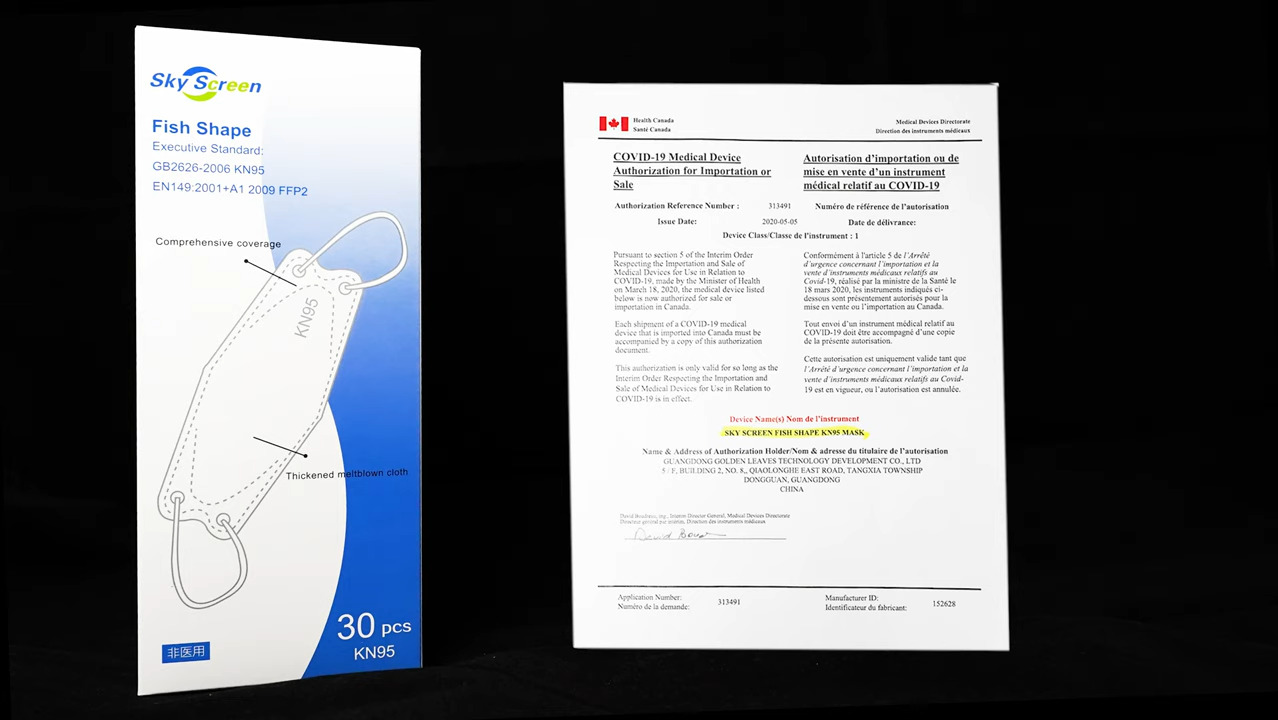 Sky Screen
Fish Shape
Executive Standard:
GB2626-2006 KN95
EN149:2001+A1 2009 FFP2
Comprehensive coverage
KN95
Thickened meltblown cloth
30 pcs
KN95
非医用
Health Canada
Santé Canada
Medical Devices Directorate
Direction des instruments médicaux
COVID-19 Medical Device
Authorization for Importation or
Sale
Autorisation d'importation ou de
mise en vente d'un instrument
médical relatif au COVID-19
Authorization Reference Number : 313491 Numéro de référence de l'autorisation
Issue Date: 2020-05-05 Date de délivrance:
Device Class/Classe de l'instrument : 1
Pursuant to section 5 of the Interim Order
Respecting the Importation and Sale of
Medical Devices for Use in Relation to
COVID-19, made by the Minister of Health
on March 18, 2020, the medical device listed
below is now authorized for sale or
importation in Canada.
Each shipment of a COVID-19 medical
device that is imported into Canada must be
accompanied by a copy of this authorization
document.
This authorization is only valid for so long as the
Interim Order Respecting the Importation and
Sale of Medical Devices for Use in Relation to
COVID-19 is in effect.
Conformément à l'article 5 de l'Arrêté
d'urgence concernant l'importation et la
vente d'instruments médicaux relatifs au
Covid-19, réalisé par la ministre de la Santé le
18 mars 2020, les instruments indiqués ci-
dessous sont présentement autorisés pour la
mise en vente ou l'importation au Canada.
Tout envoi d'un instrument médical relatif au
COVID-19 doit être accompagné d'une copie
de la présente autorisation.
Cette autorisation est uniquement valide tant que
l'Arrêté d'urgence concernant l'importation et la
vente d'instruments médicaux relatifs au Covid-
19 est en vigueur, ou l'autorisation est annulée.
Device Name(s) Nom de l'instrument
SKY SCREEN FISH SHAPE KN95 MASK
Name & Address of Authorization Holder/Nom & adresse du titulaire de l'autorisation
GUANGDONG GOLDEN LEAVES TECHNOLOGY DEVELOPMENT CO., LTD
5 / F, BUILDING 2, NO. 8,, QIAOLONGHE EAST ROAD, TANGXIA TOWNSHIP
DONGGUAN, GUANGDONG
CHINA
David Boudreau, ing., Interim Director General, Medical Devices Directorate
Directeur général par intérim, Direction des instruments médicaux
Application Number:
Numéro de la demande: 313491
Manufacturer ID:
Identificateur du fabricant: 152628